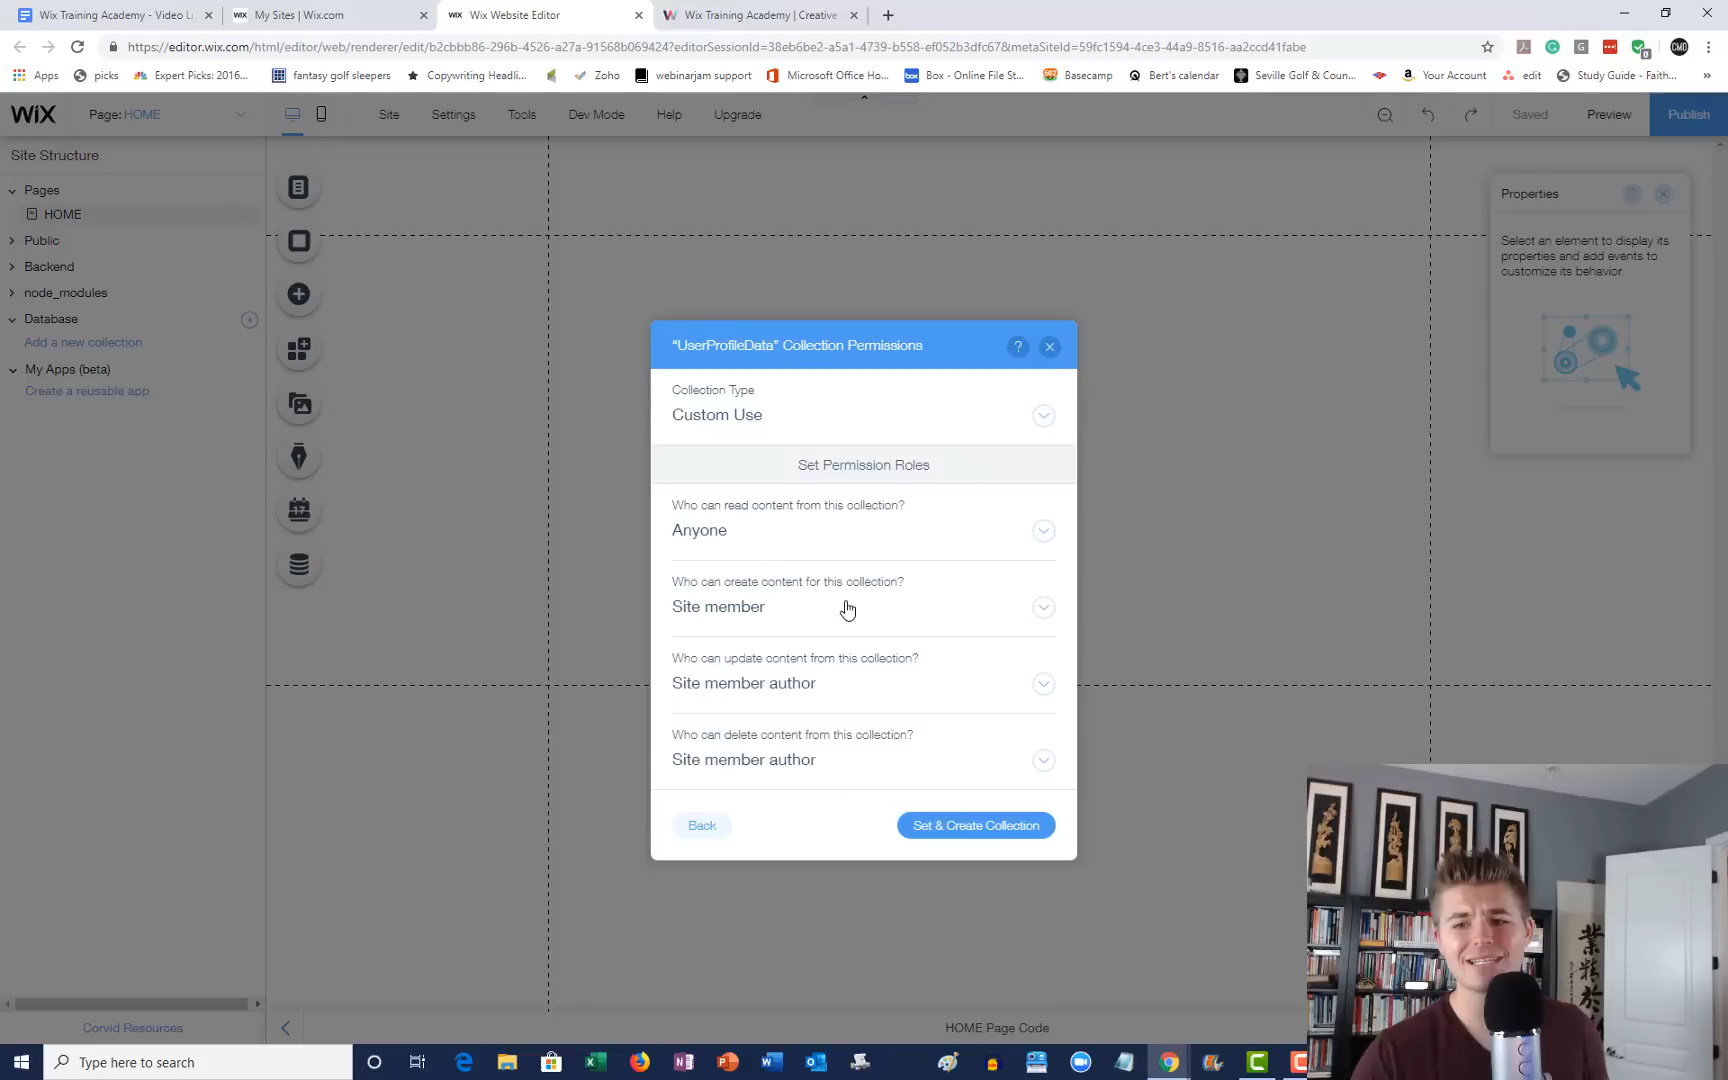 Wix Training Academy - Video L
My Sites | Wix.com
Wix Website Editor
Wix Training Academy | Creative
https://editor.wix.com/html/editor/web/renderer/edit/b2cbbb86-296b-4526-a27a-91568b069424?editorSessionId=38eb6be2-a5a1-4739-b558-ef052b3dfc67&metaSiteId=59fc1594-4ce3-44a9-8516-aa2ccd41fabe
Apps picks Expert Picks: 2016... fantasy golf sleepers Copywriting Headli... Zoho webinarjam support Microsoft Office Ho... Box - Online File St... Basecamp Bert's calendar Seville Golf & Coun... Your Account edit Study Guide - Faith...
WiX Page: HOME Site Settings Tools Dev Mode Help Upgrade Saved Preview Publish
Site Structure
Pages
HOME
Public
Backend
node_modules
Database
Add a new collection
My Apps (beta)
Create a reusable app
Properties
Select an element to display its
properties and add events to
customize its behavior.
“UserProfileData” Collection Permissions
?
Collection Type
Custom Use
Set Permission Roles
Who can read content from this collection?
Anyone
Who can create content for this collection?
Site member
Who can update content from this collection?
Site member author
Who can delete content from this collection?
Site member author
Back
Set & Create Collection
Corvid Resources
HOME Page Code
Type here to search